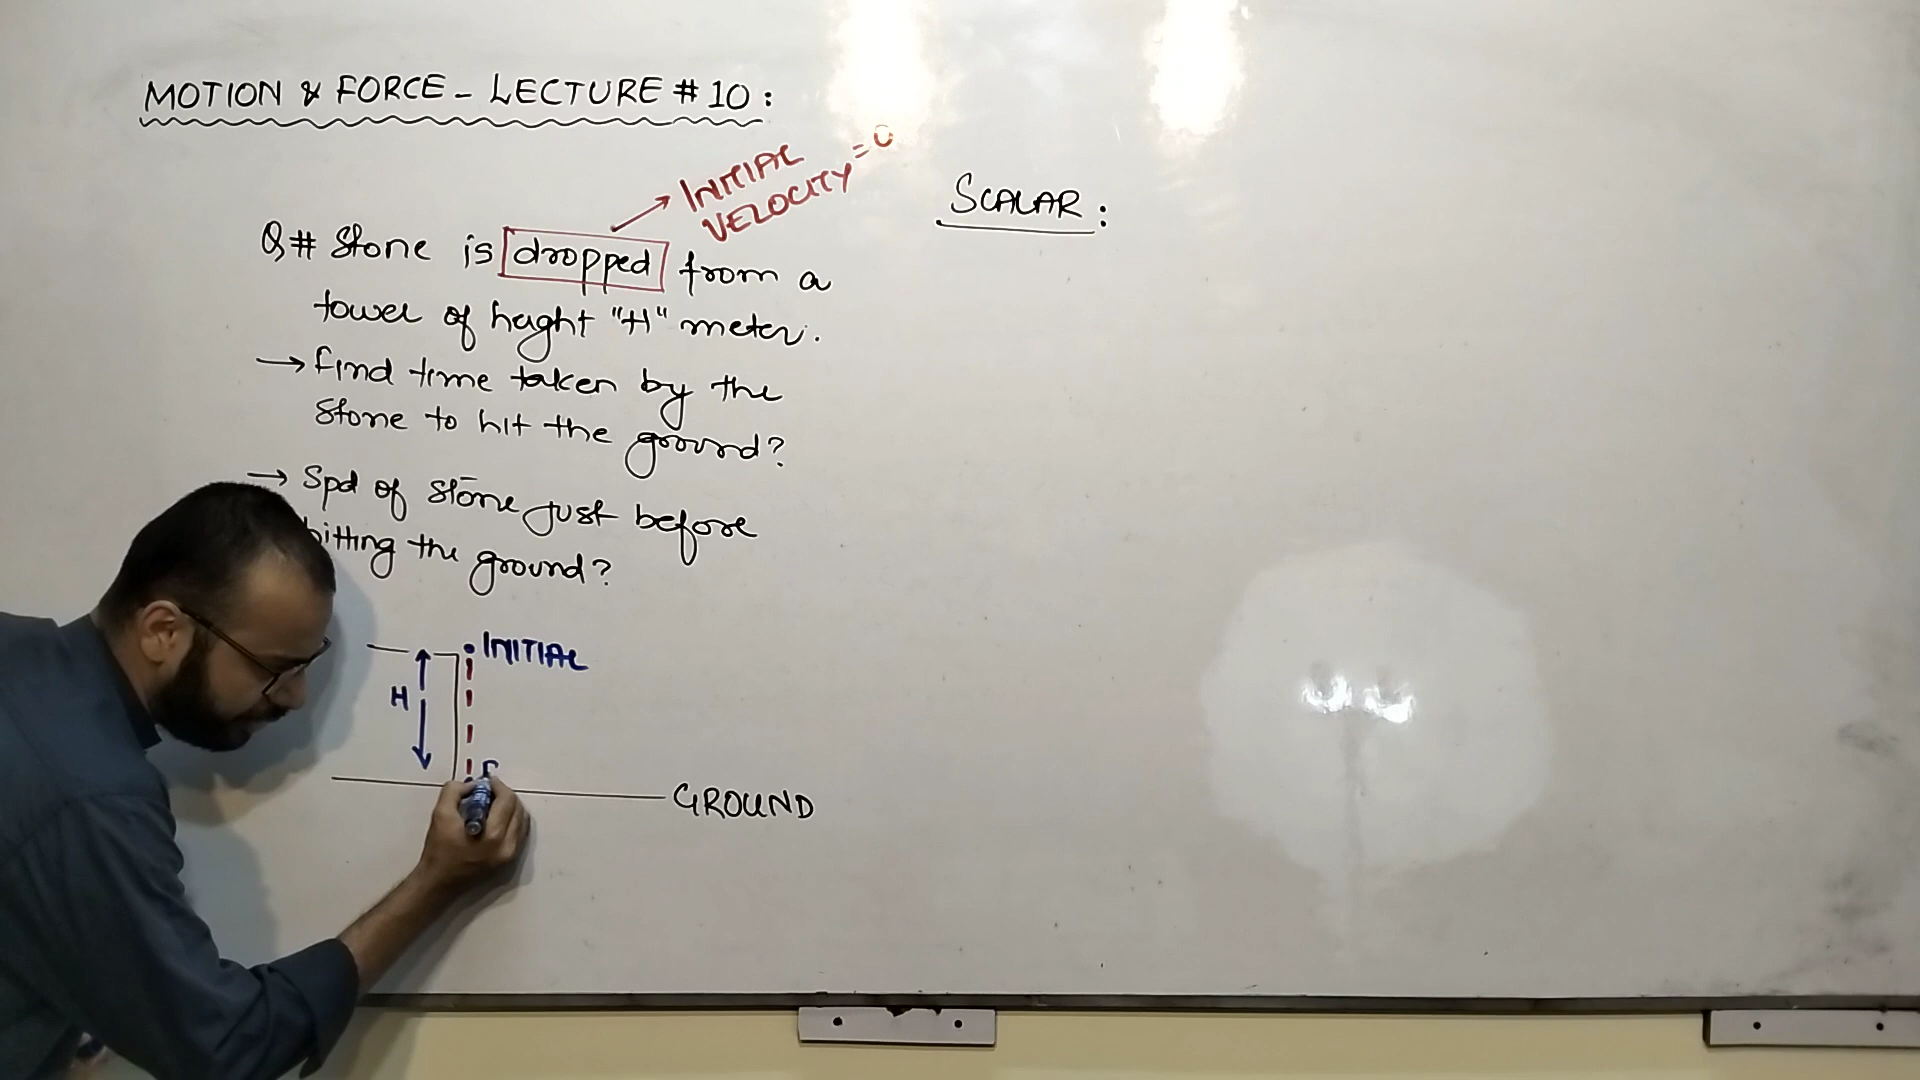 MOTION & FORCE - LECTURE # 10 :
INITIAL
VELOCITY = 0
Q# Stone is dropped from a
tower of height "H" meter.
→ Find time taken by the
stone to hit the ground?
→ Spd of stone just before
hitting the ground?
INITIAL
H
F
GROUND
SCALAR :